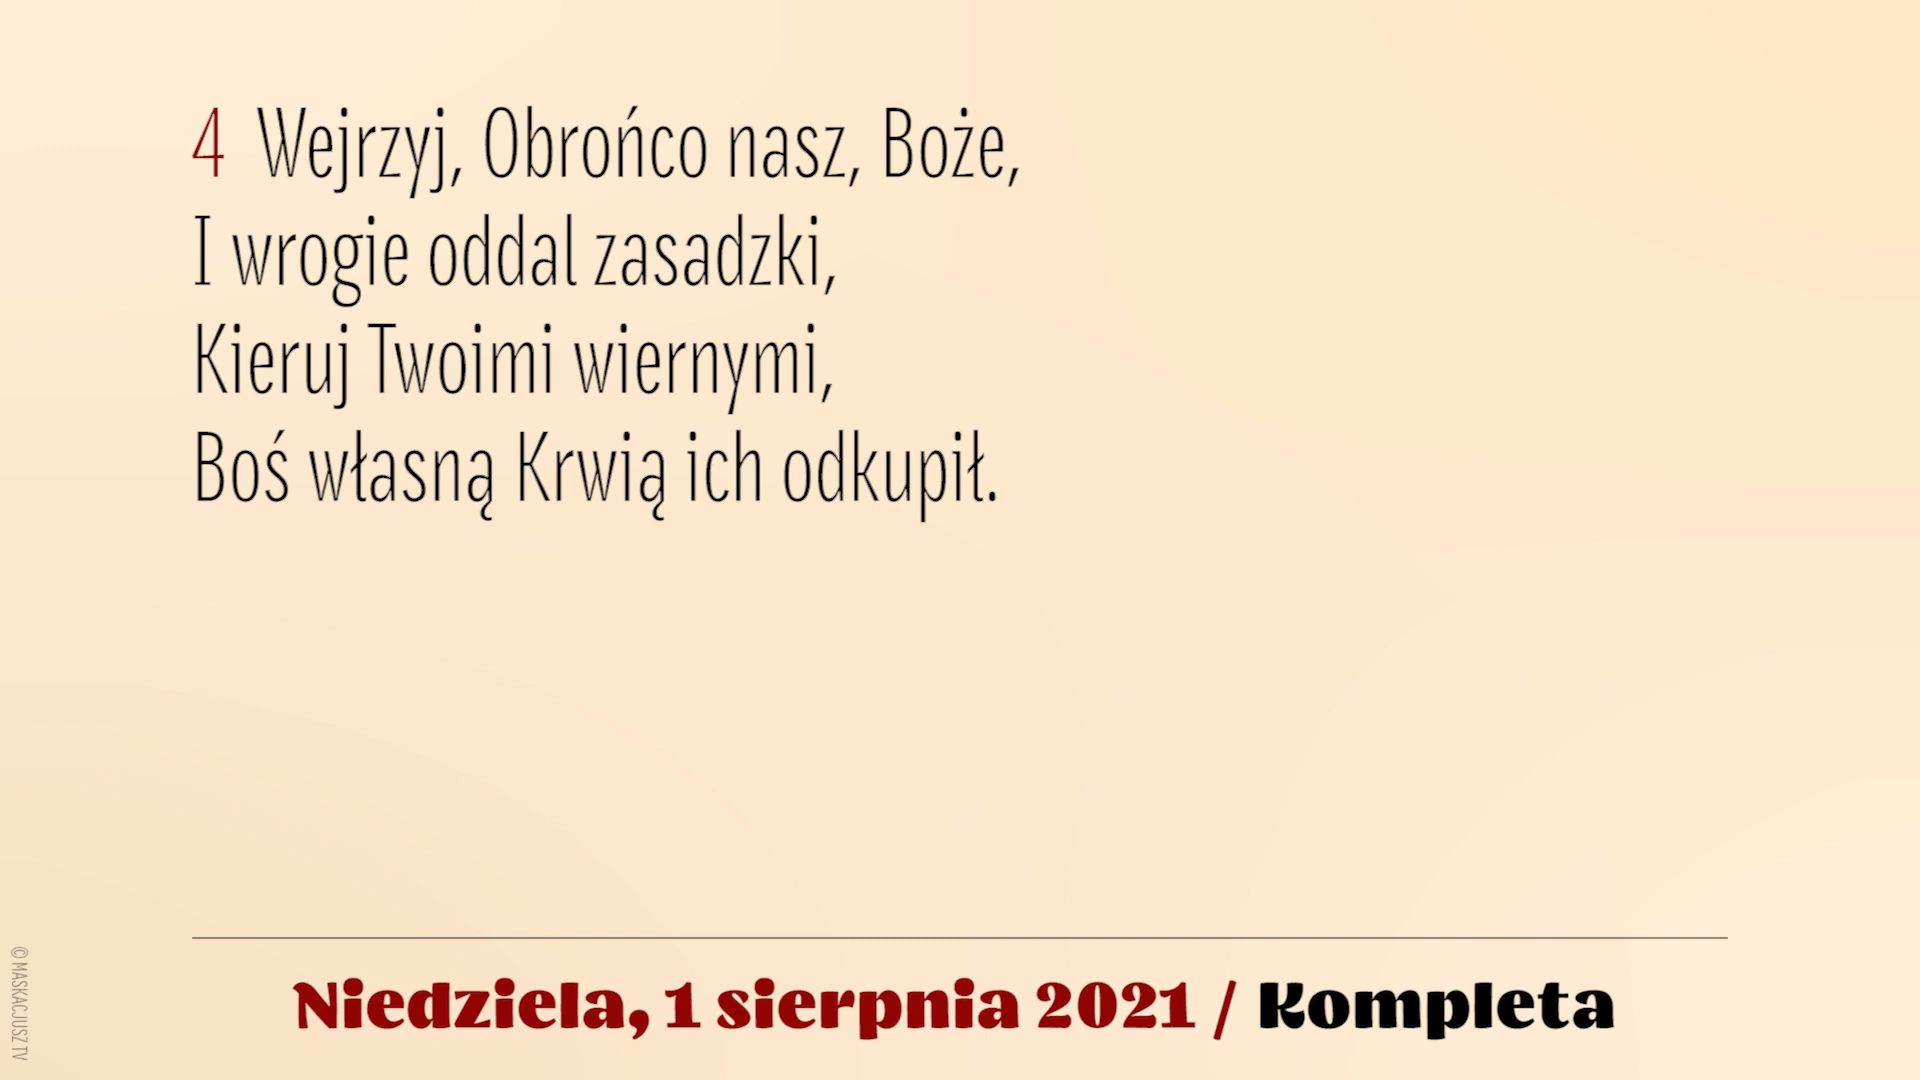 4 Wejrzyj, Obrońco nasz, Boże,
I wrogie oddal zasadzki,
Kieruj Twoimi wiernymi,
Boś własną Krwią ich odkupił.
Niedziela, 1 sierpnia 2021 / Kompleta
© MASKACJUSZ TV